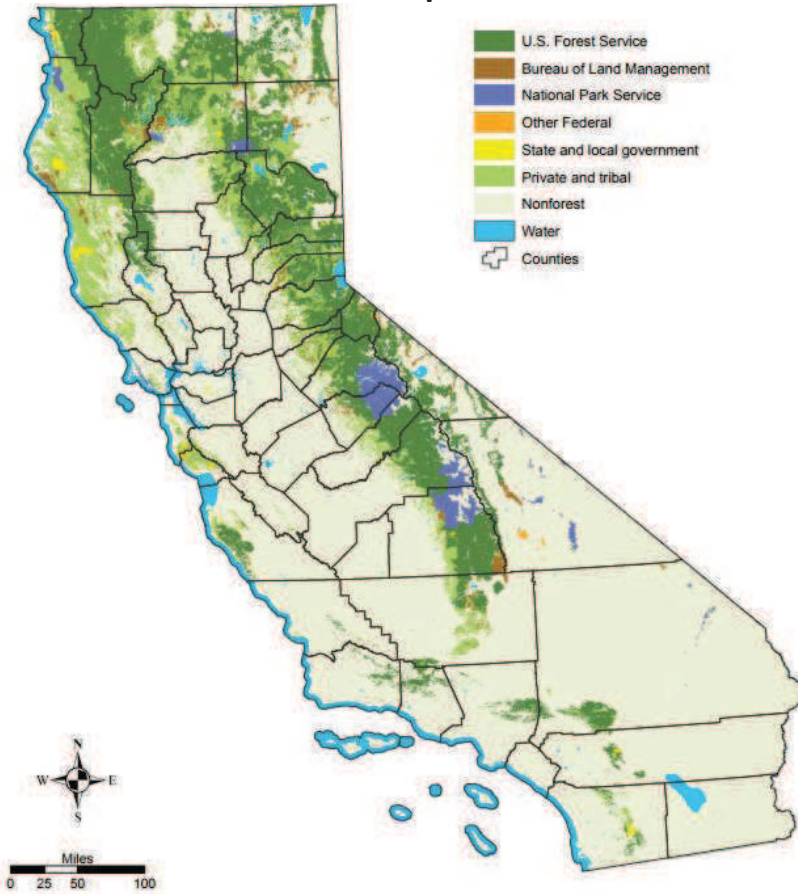 U.S. Forest Service
Bureau of Land Management
National Park Service
Other Federal
State and local government
Private and tribal
Nonforest
Water
Counties
N
W E
S
Miles
0 25 50 100